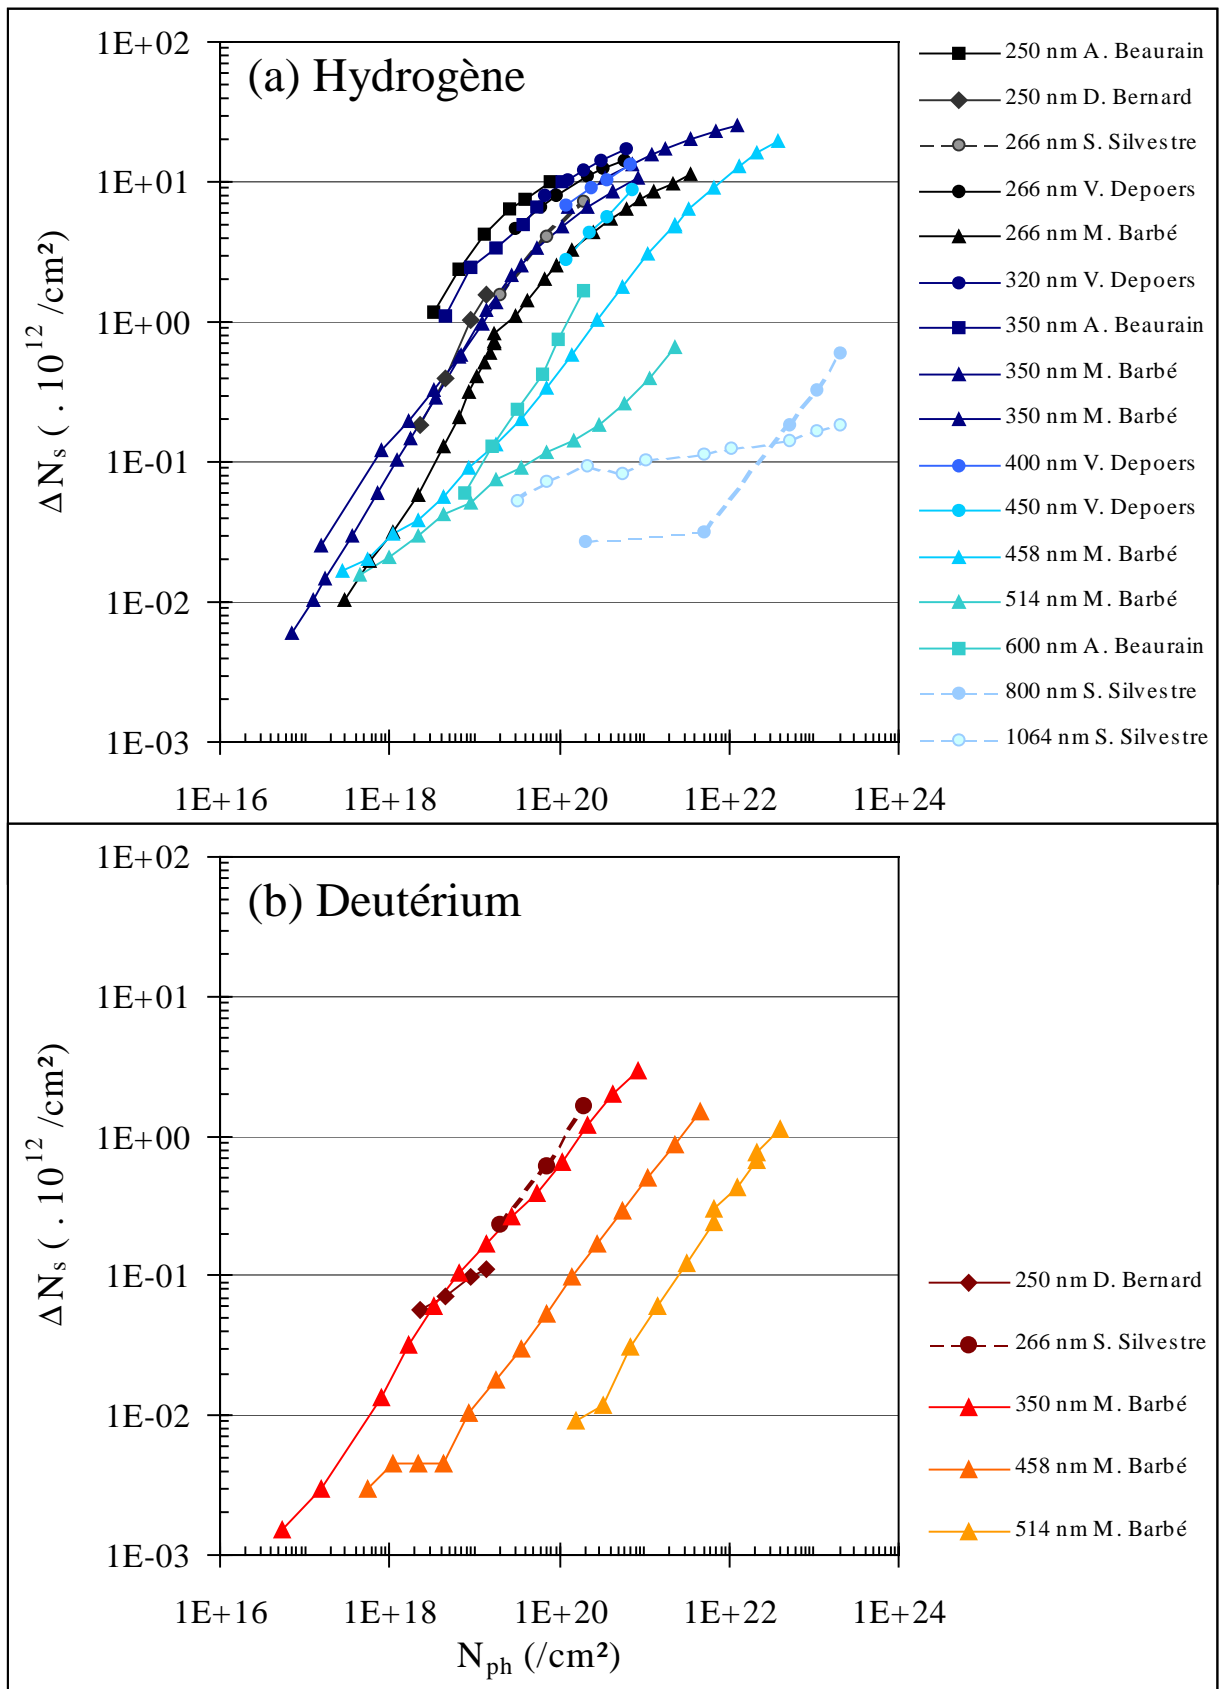 (a) Hydrogène
1E+02
1E+01
1E+00
1E-01
1E-02
1E-03
ΔNs ( . 10^12 /cm²)
1E+16 1E+18 1E+20 1E+22 1E+24
250 nm A. Beaurain
250 nm D. Bernard
266 nm S. Silvestre
266 nm V. Depoers
266 nm M. Barbé
320 nm V. Depoers
350 nm A. Beaurain
350 nm M. Barbé
350 nm M. Barbé
400 nm V. Depoers
450 nm V. Depoers
458 nm M. Barbé
514 nm M. Barbé
600 nm A. Beaurain
800 nm S. Silvestre
1064 nm S. Silvestre
(b) Deutérium
1E+02
1E+01
1E+00
1E-01
1E-02
1E-03
ΔNs ( . 10^12 /cm²)
1E+16 1E+18 1E+20 1E+22 1E+24
Nph (/cm²)
250 nm D. Bernard
266 nm S. Silvestre
350 nm M. Barbé
458 nm M. Barbé
514 nm M. Barbé